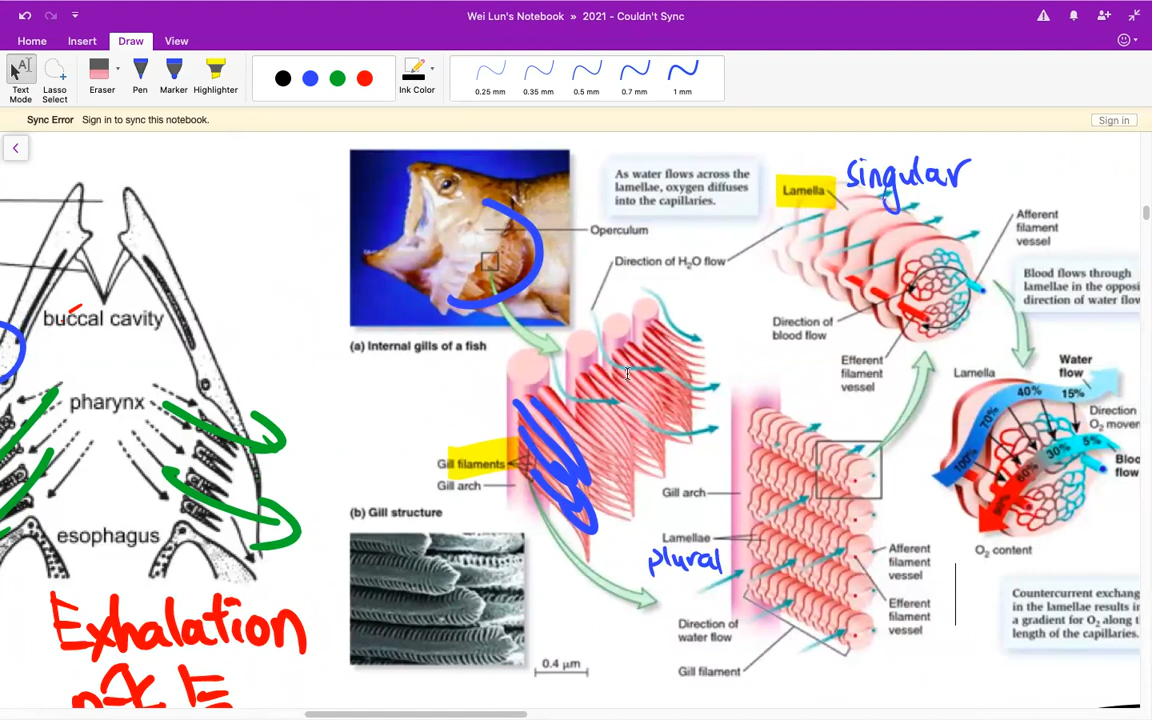 Wei Lun's Notebook » 2021 - Couldn't Sync
Home
Insert
Draw
View
Text
Mode
Lasso
Select
Eraser
Pen
Marker
Highlighter
Ink Color
0.25 mm
0.35 mm
0.5 mm
0.7 mm
1 mm
Sync Error
Sign in to sync this notebook.
Sign in
buccal cavity
pharynx
esophagus
Exhalation
As water flows across the
lamellae, oxygen diffuses
into the capillaries.
Operculum
Direction of H2O flow
(a) Internal gills of a fish
Gill filaments
Gill arch
(b) Gill structure
0.4 µm
Lamella
singular
Afferent
filament
vessel
Direction of
blood flow
Efferent
filament
vessel
Blood flows through
lamellae in the opposi
direction of water flow
Lamella
Water
flow
100%
70%
40%
15%
Direction
O2 movem
Blood
flow
5%
30%
60%
O2 content
Gill arch
Lamellae
plural
Direction of
water flow
Gill filament
Afferent
filament
vessel
Efferent
filament
vessel
Countercurrent exchang
in the lamellae results in
a gradient for O2 along t
length of the capillaries.